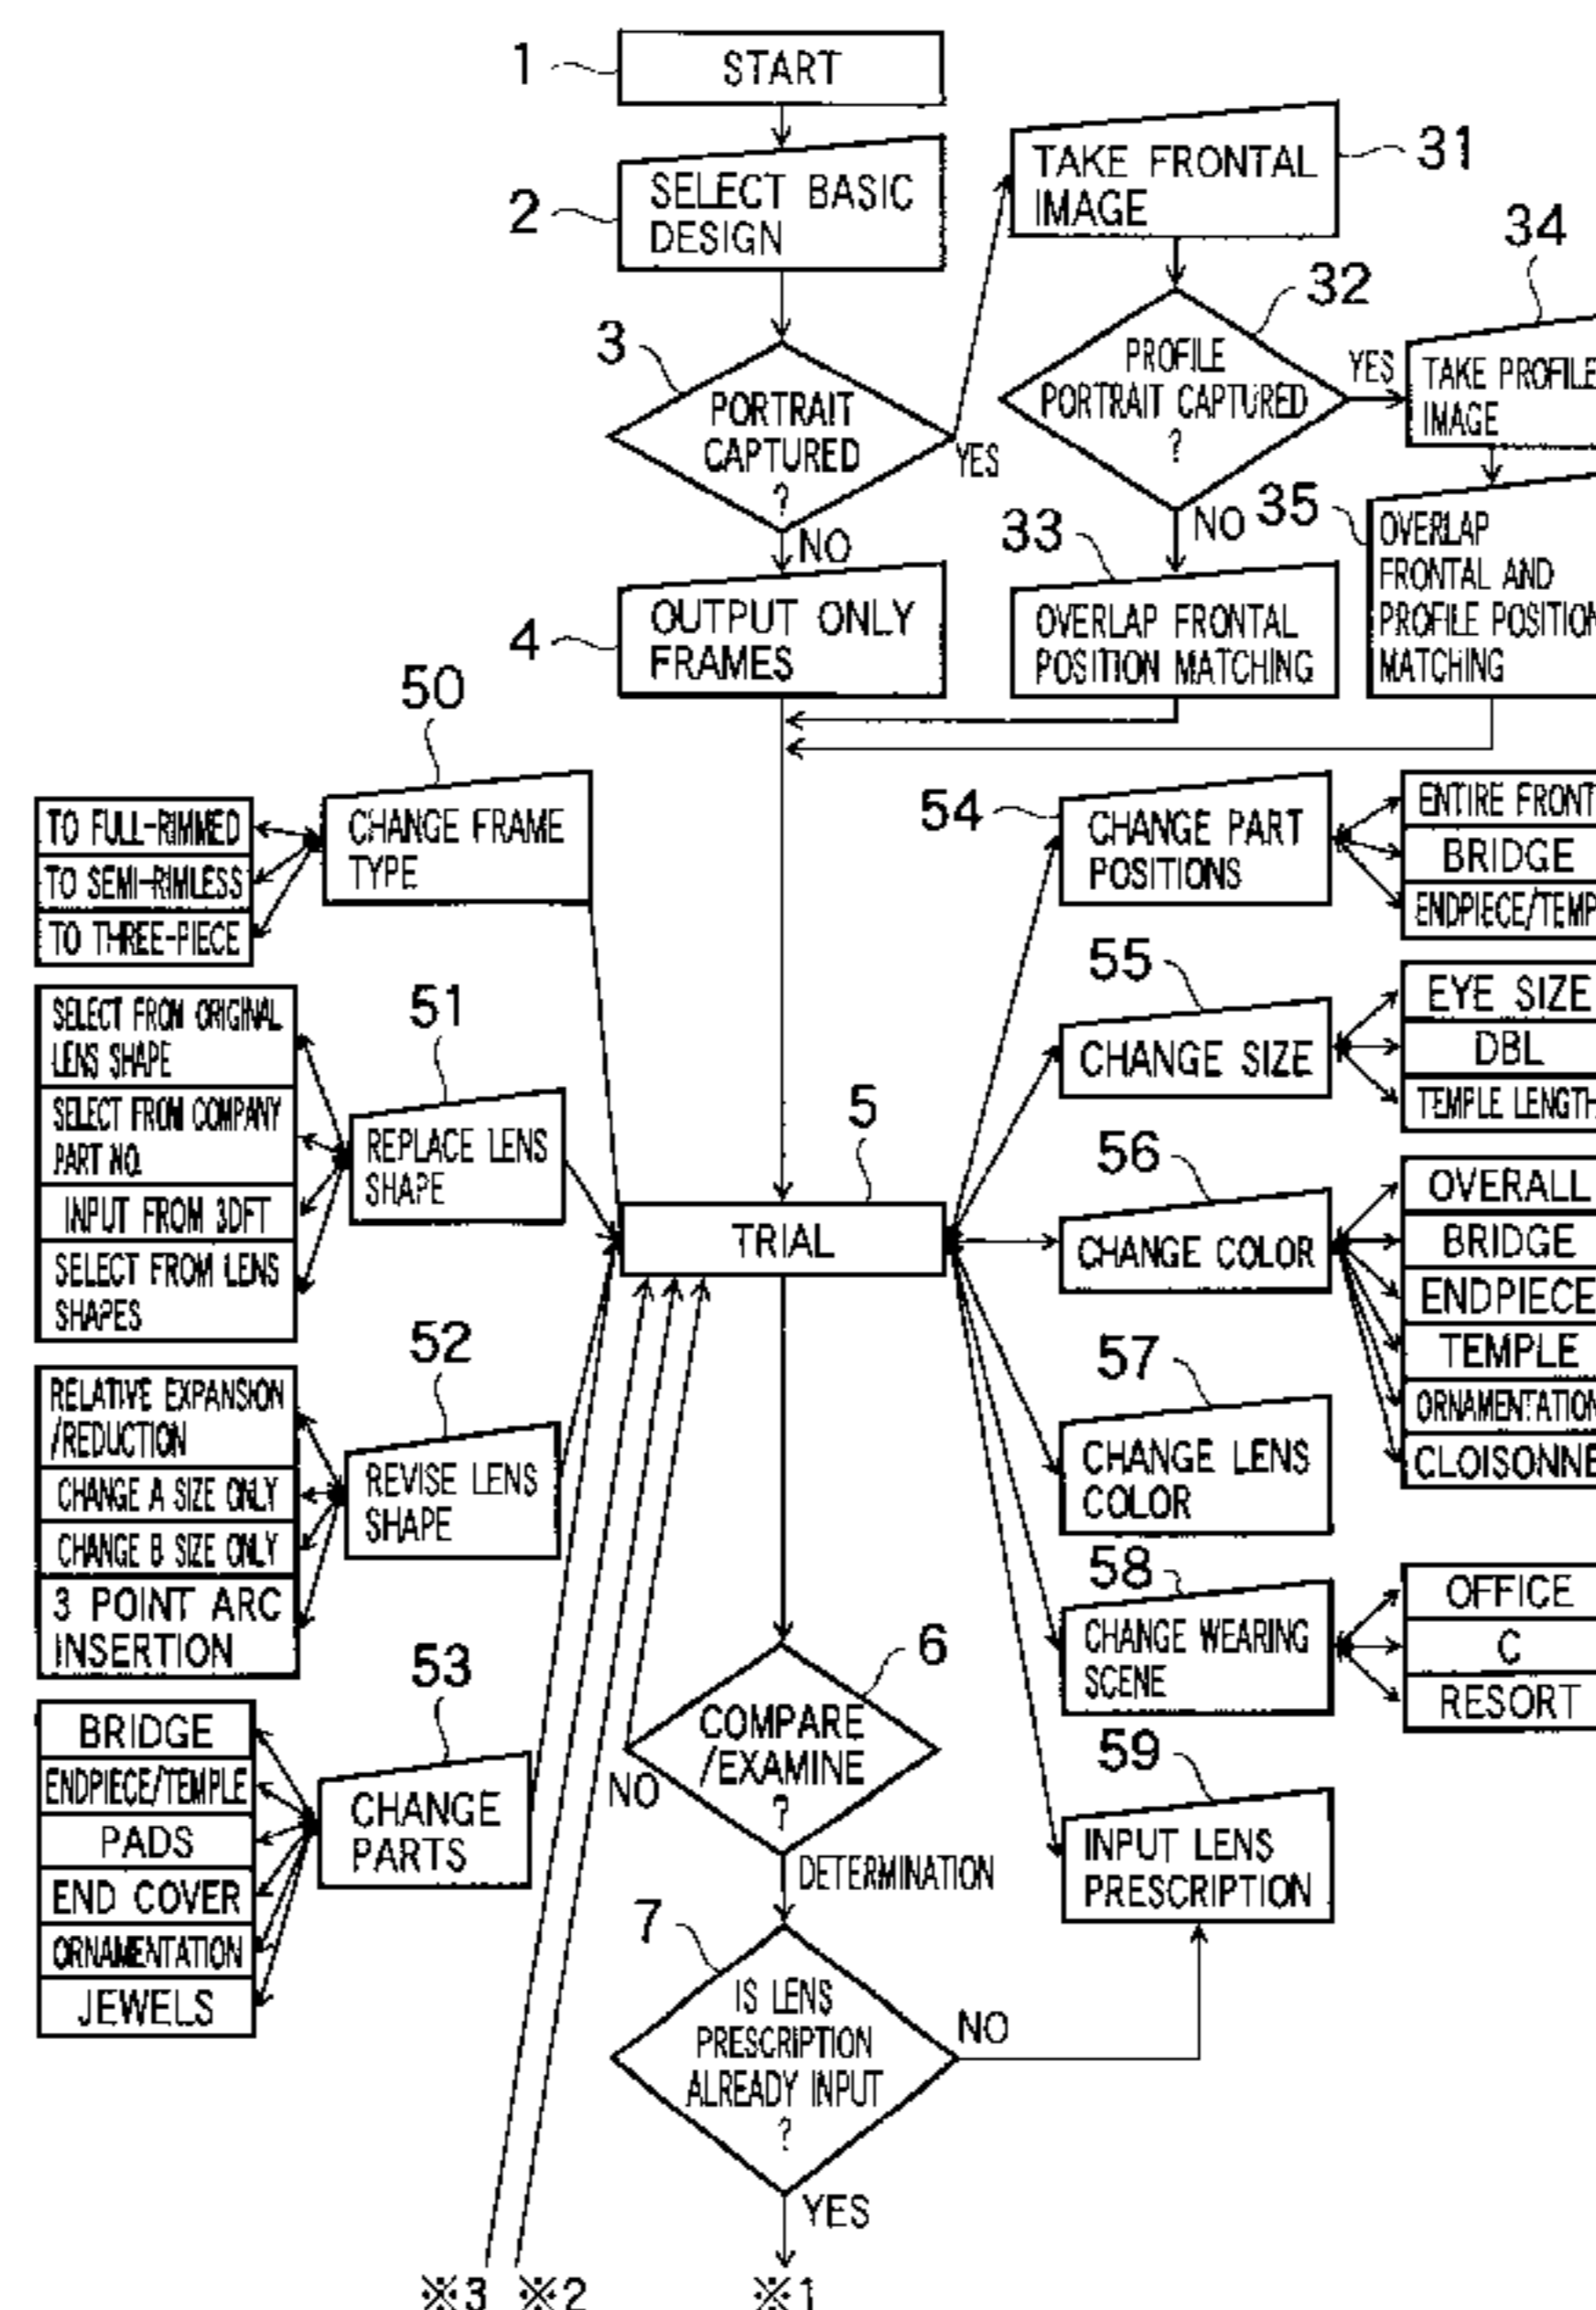 1
START
2
SELECT BASIC
DESIGN
3
PORTRAIT
CAPTURED
?
YES
NO
4
OUTPUT ONLY
FRAMES
31
TAKE FRONTAL
IMAGE
32
PROFILE
PORTRAIT CAPTURED
?
YES
NO
33
OVERLAP FRONTAL
POSITION MATCHING
34
TAKE PROFILE
IMAGE
35
OVERLAP
FRONTAL AND
PROFILE POSITION
MATCHING
50
CHANGE FRAME
TYPE
TO FULL-RIMMED
TO SEMI-RIMLESS
TO THREE-PIECE
51
REPLACE LENS
SHAPE
SELECT FROM ORIGINAL
LENS SHAPE
SELECT FROM COMPANY
PART NO.
INPUT FROM 3DFT
SELECT FROM LENS
SHAPES
52
REVISE LENS
SHAPE
RELATIVE EXPANSION
/REDUCTION
CHANGE A SIZE ONLY
CHANGE B SIZE ONLY
3 POINT ARC
INSERTION
53
CHANGE
PARTS
BRIDGE
ENDPIECE/TEMPLE
PADS
END COVER
ORNAMENTATION
JEWELS
5
TRIAL
54
CHANGE PART
POSITIONS
ENTIRE FRONT
BRIDGE
ENDPIECE/TEMP
55
CHANGE SIZE
EYE SIZE
DBL
TEMPLE LENGTH
56
CHANGE COLOR
OVERALL
BRIDGE
ENDPIECE
TEMPLE
ORNAMENTATION
CLOISONNE
57
CHANGE LENS
COLOR
58
CHANGE WEARING
SCENE
OFFICE
C
RESORT
59
INPUT LENS
PRESCRIPTION
6
COMPARE
/EXAMINE
?
NO
DETERMINATION
7
IS LENS
PRESCRIPTION
ALREADY INPUT
?
NO
YES
※3 ※2 ※1